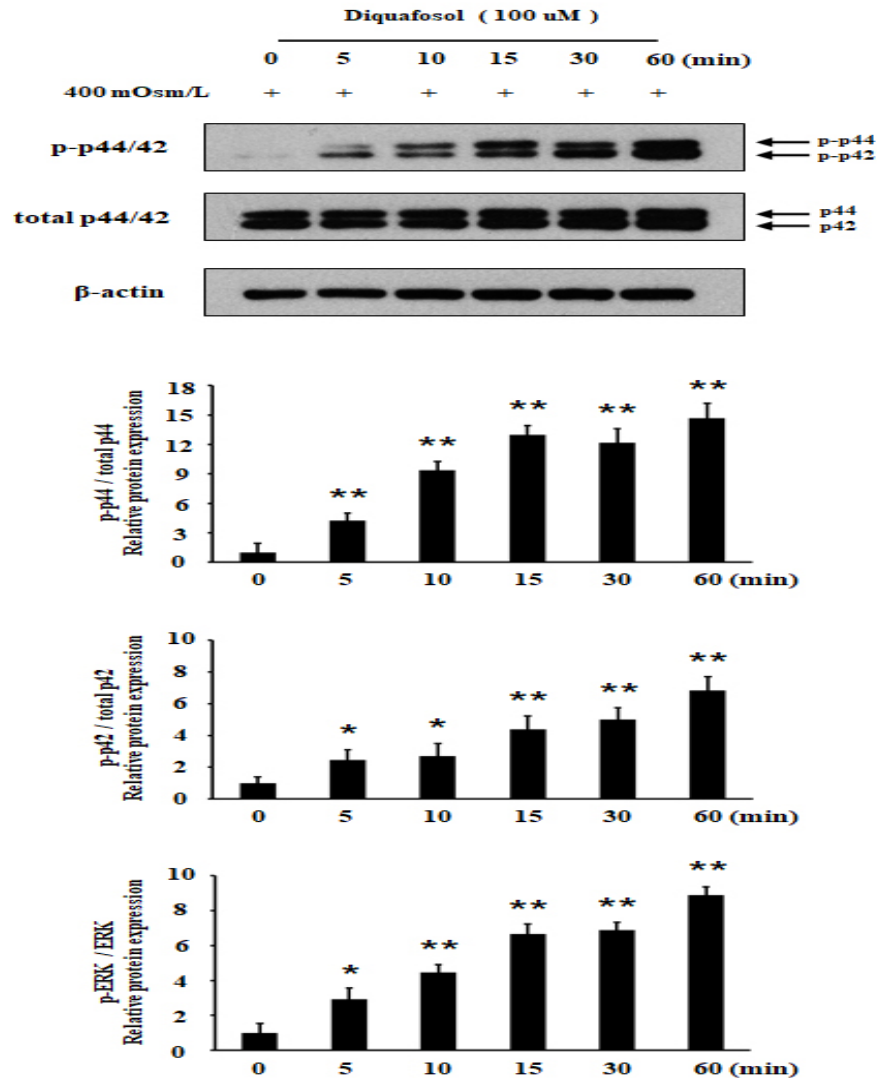 Diquafosol ( 100 uM )
0 5 10 15 30 60 (min)
400 mOsm/L + + + + + +
p-p44/42
p-p44
p-p42
total p44/42
p44
p42
β-actin
p-p44 / total p44
Relative protein expression
18
15
12
9
6
3
0
**
**
**
**
**
0 5 10 15 30 60 (min)
p-p42 / total p42
Relative protein expression
10
8
6
4
2
0
*
*
**
**
**
0 5 10 15 30 60 (min)
p-ERK / ERK
Relative protein expression
10
8
6
4
2
0
*
**
**
**
**
0 5 10 15 30 60 (min)